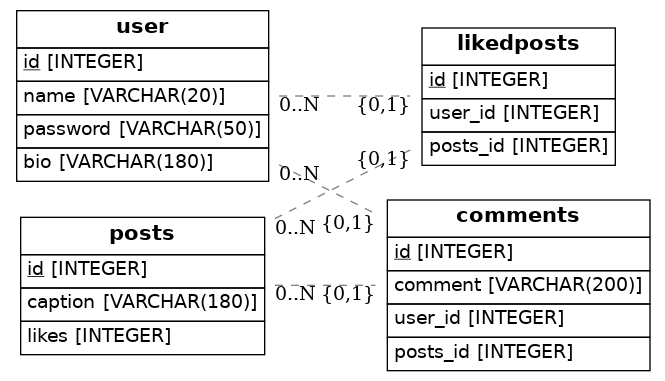 user
id [INTEGER]
name [VARCHAR(20)]
password [VARCHAR(50)]
bio [VARCHAR(180)]
likedposts
id [INTEGER]
user_id [INTEGER]
posts_id [INTEGER]
0..N {0,1}
{0,1}
0..N
posts
id [INTEGER]
caption [VARCHAR(180)]
likes [INTEGER]
0..N {0,1}
0..N {0,1}
comments
id [INTEGER]
comment [VARCHAR(200)]
user_id [INTEGER]
posts_id [INTEGER]